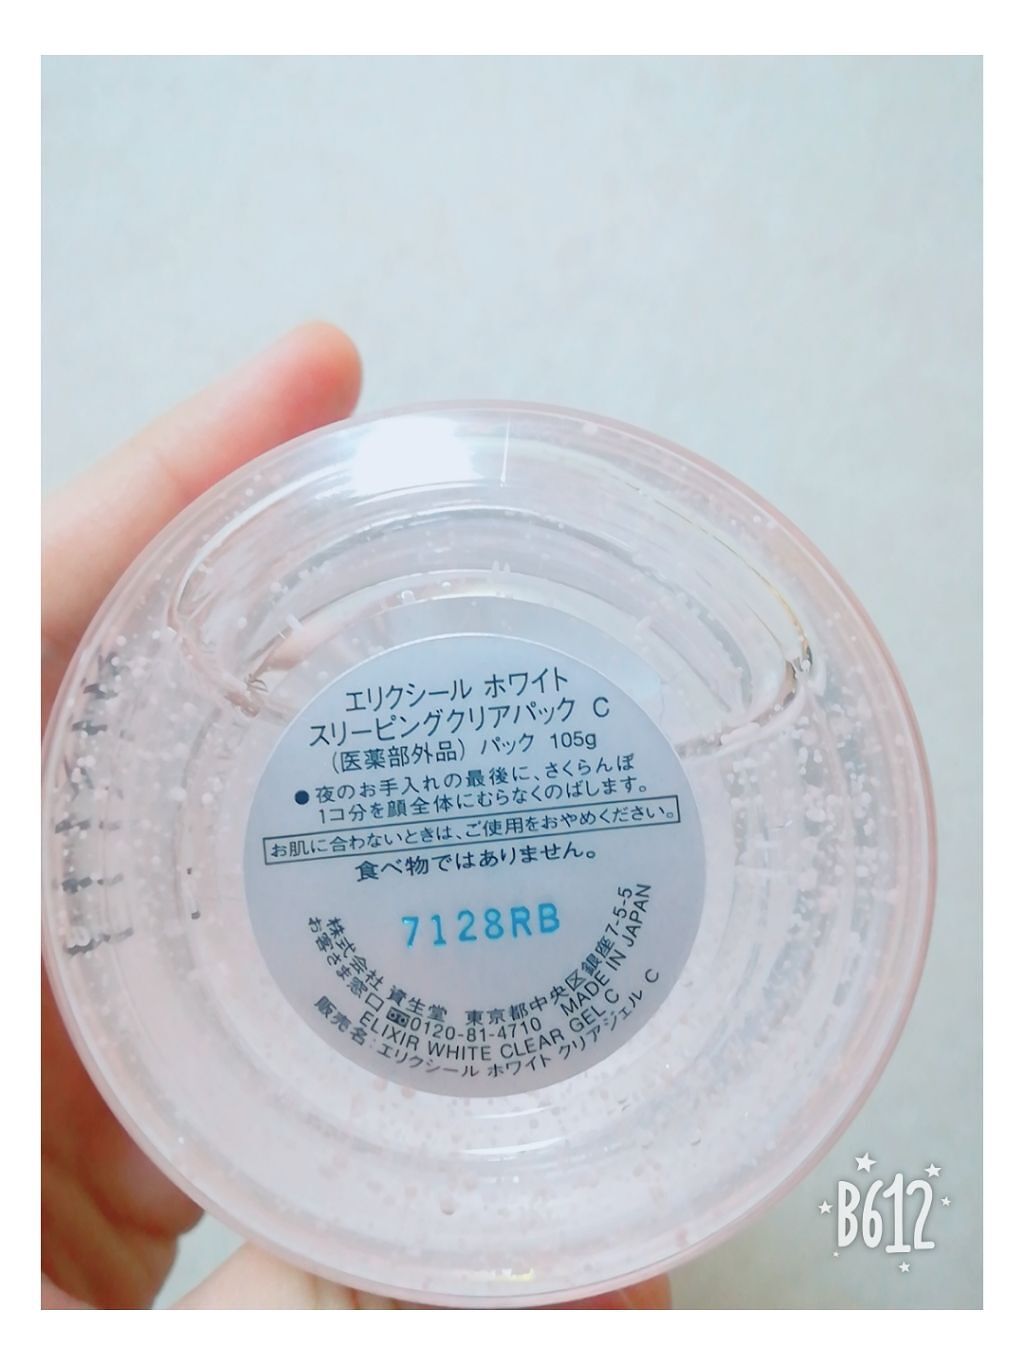 エリクシール ホワイト
スリーピングクリアパック C
(医薬部外品) パック 105g
●夜のお手入れの最後に、さくらんぼ
1コ分を顔全体にむらなくのばします。
お肌に合わないときは、ご使用をおやめください。
食べ物ではありません。
7128RB
株式会社 資生堂 東京都中央区銀座7-5-5
お客さま窓口 0120-81-4710 MADE IN JAPAN
ELIXIR WHITE CLEAR GEL C
販売名:エリクシール ホワイト クリアジェル C
B612